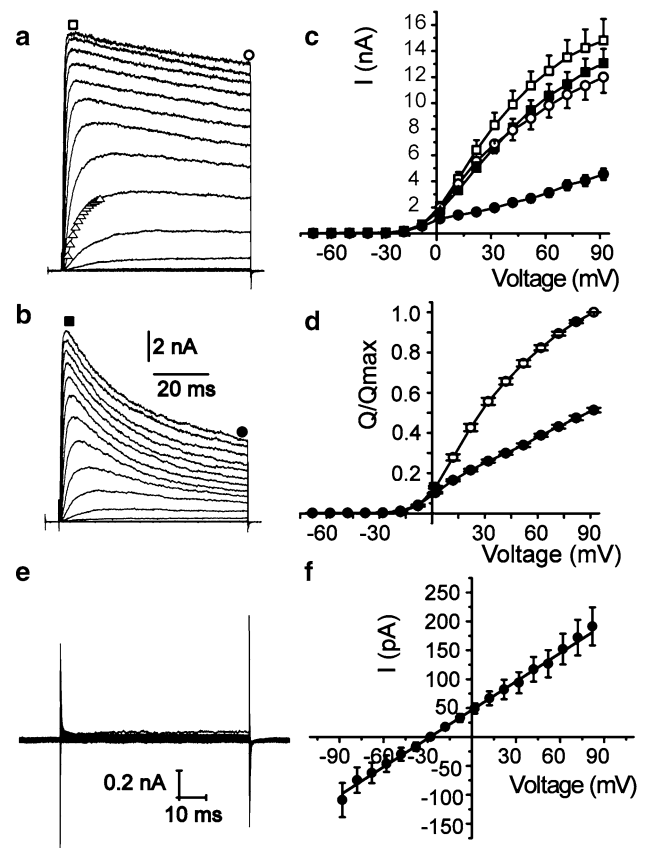 a
b
2 nA
20 ms
c
I (nA)
16
14
12
10
8
6
4
2
-60
-30
0
30
60
90
Voltage (mV)
d
Q/Qmax
1.0
0.8
0.6
0.4
0.2
-60
-30
30
60
90
Voltage (mV)
e
0.2 nA
10 ms
f
I (pA)
250
200
150
100
50
-90
-60
-30
30
60
90
-50
-100
-150
Voltage (mV)